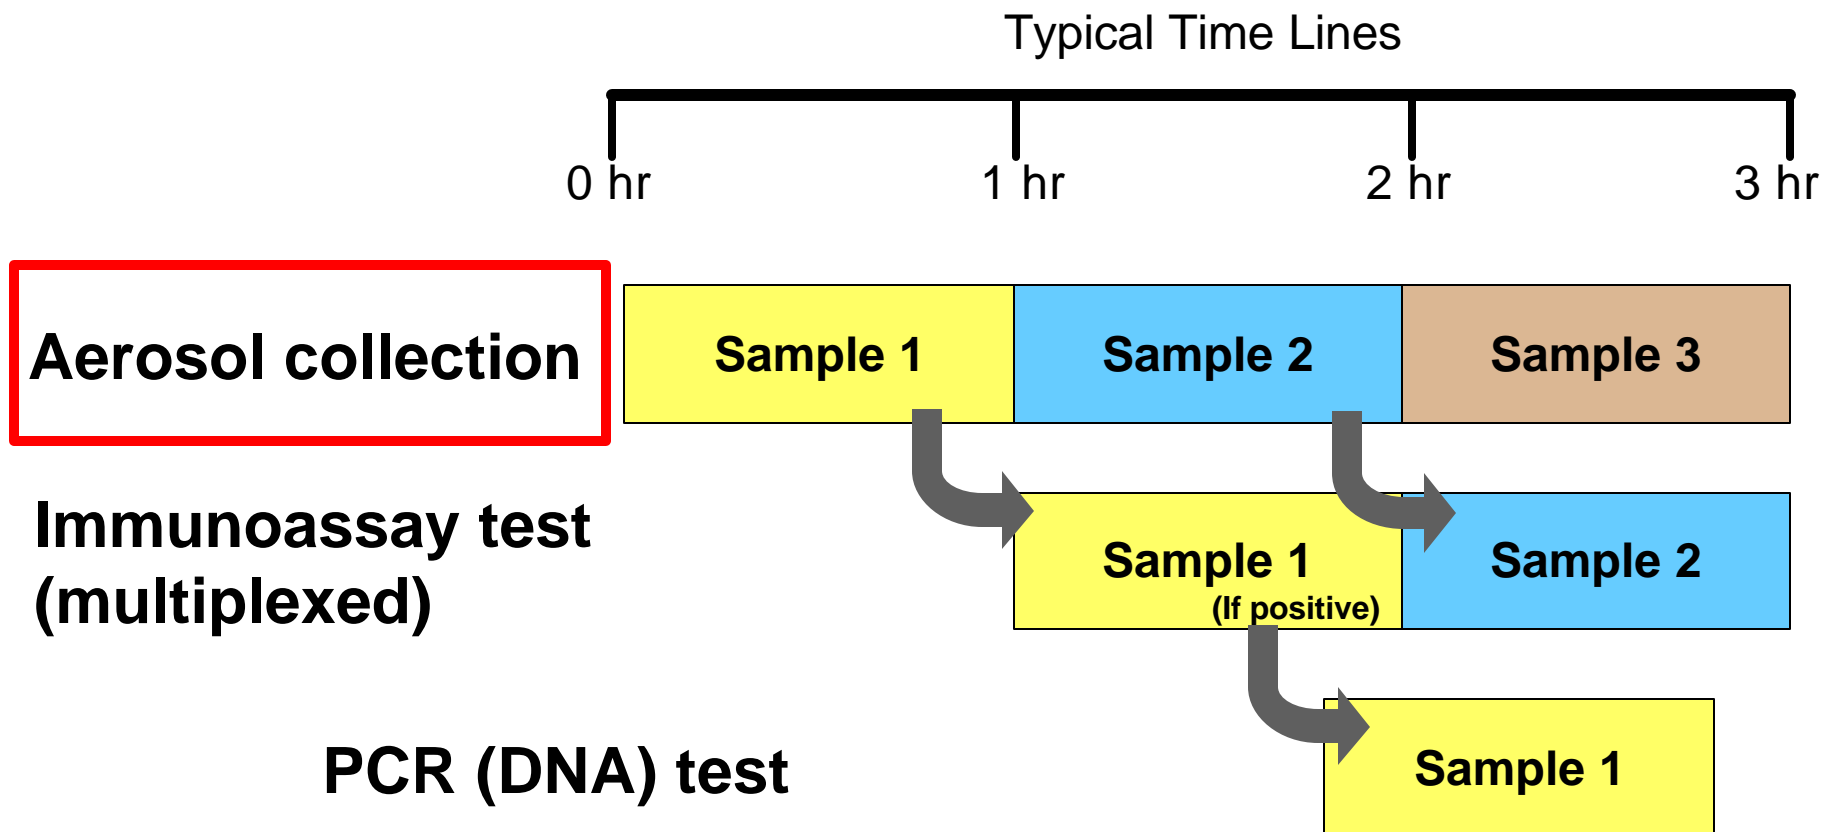 Typical Time Lines
0 hr
1 hr
2 hr
3 hr
Aerosol collection
Sample 1
Sample 2
Sample 3
Immunoassay test
(multiplexed)
Sample 1
(If positive)
Sample 2
PCR (DNA) test
Sample 1